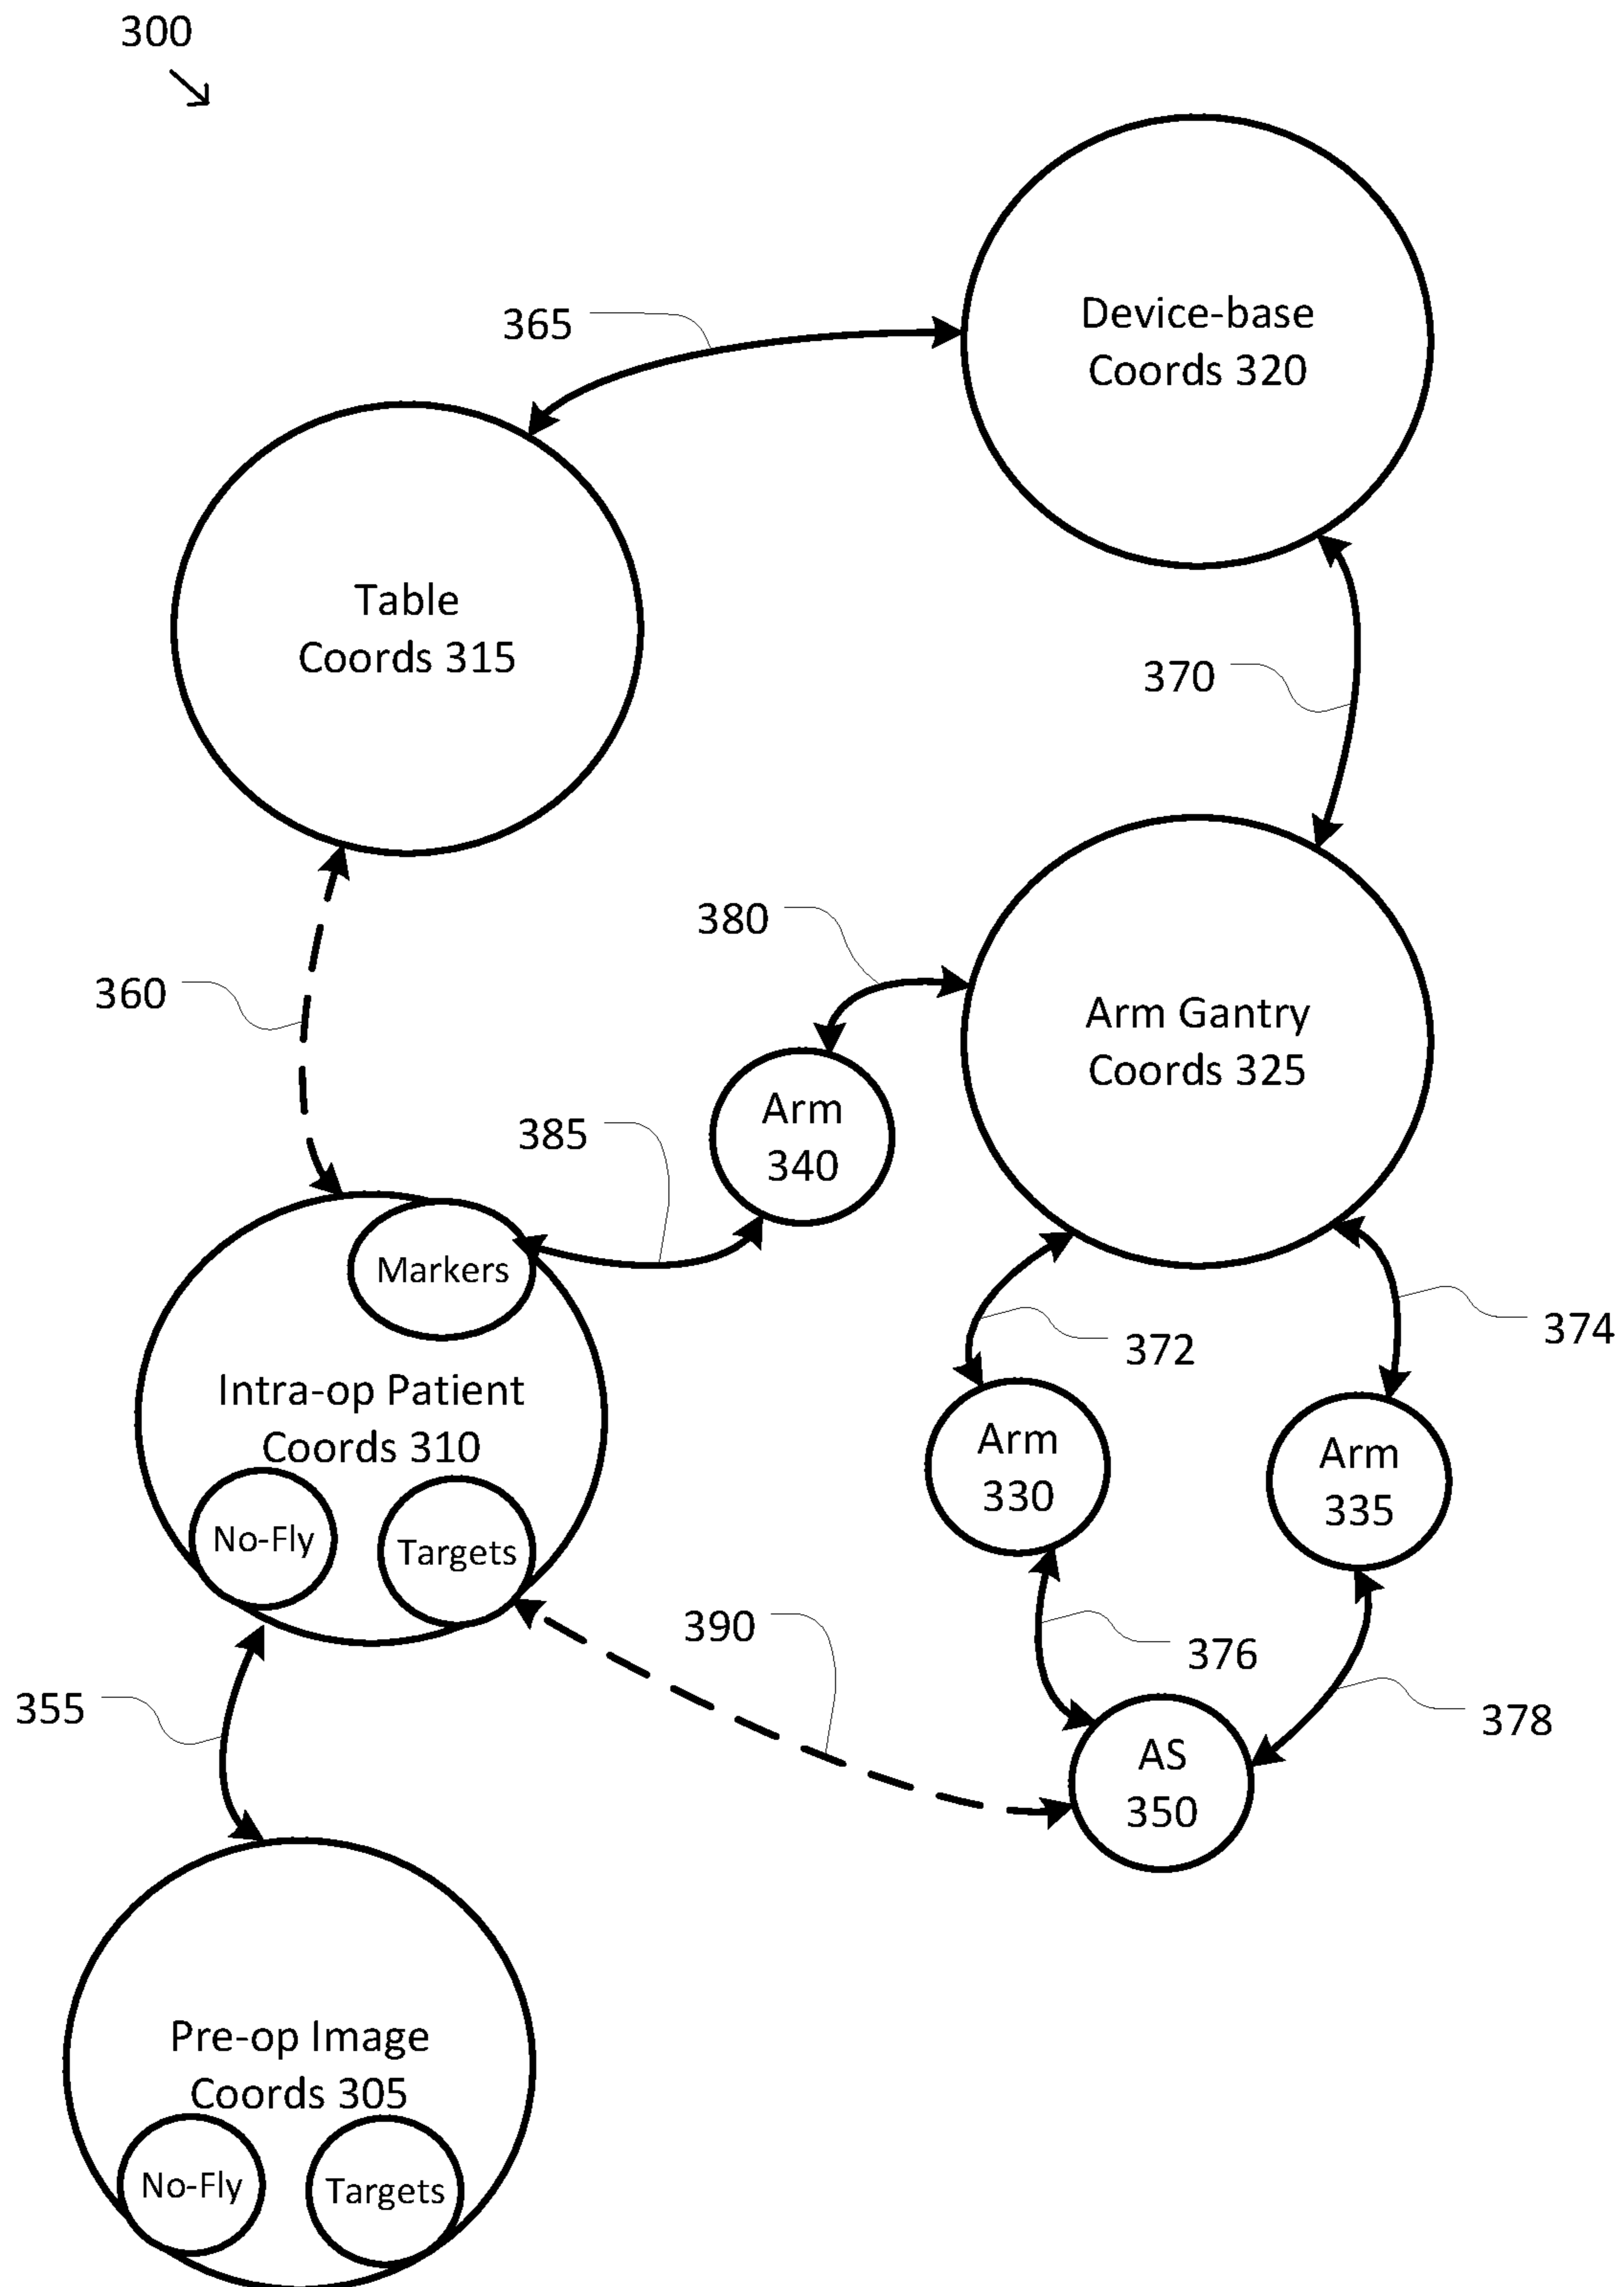 300
Device-base
Coords 320
365
Table
Coords 315
370
380
360
Arm Gantry
Coords 325
Arm
340
385
Markers
374
372
Intra-op Patient
Coords 310
Arm
330
Arm
335
No-Fly
Targets
390
376
355
378
AS
350
Pre-op Image
Coords 305
No-Fly
Targets